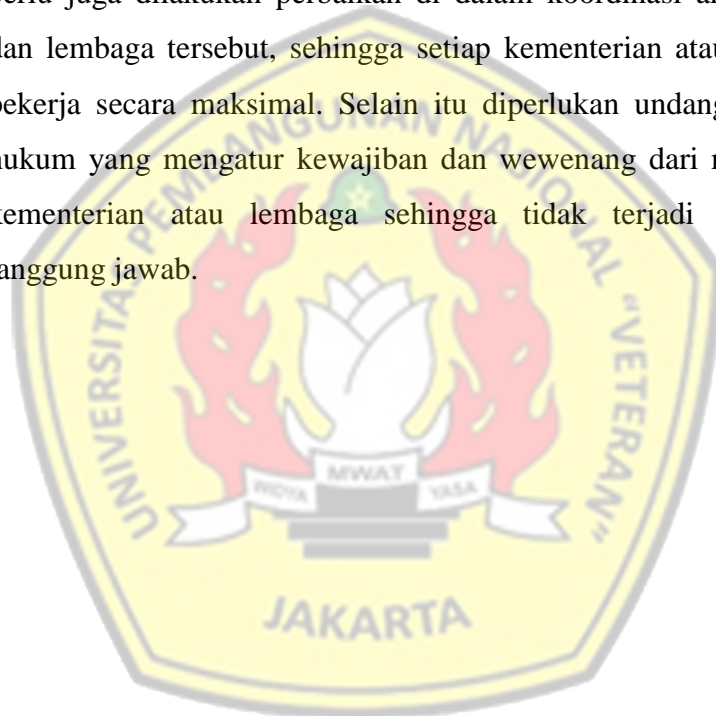 perlu juga dilakukan perbaikan di dalam koordinasi
dan lembaga tersebut, sehingga setiap kementerian atau
bekerja secara maksimal. Selain itu diperlukan undang
hukum yang mengatur kewajiban dan wewenang dari
kementerian atau lembaga sehingga tidak terjadi
tanggung jawab.
UNIVERSITAS PEMBANGUNAN NASIONAL "VETERAN"
WIDYA MWAT YASA
JAKARTA